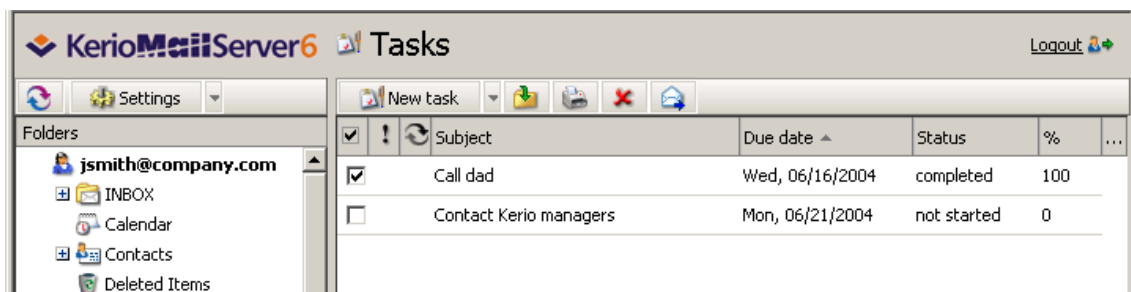 KerioMailServer6 Tasks Logout
Settings New task
Folders ! Subject Due date Status % ...
jsmith@company.com Call dad Wed, 06/16/2004 completed 100
INBOX
Contact Kerio managers Mon, 06/21/2004 not started 0
Calendar
Contacts
Deleted Items